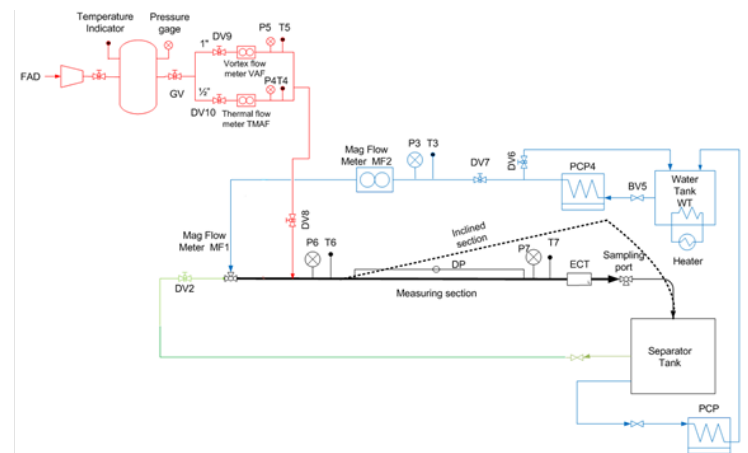 Temperature
Indicator
Pressure
gage
FAD
GV
1"
DV9
P5
T5
Vortex flow
meter VAF
½"
DV10
P4
T4
Thermal flow
meter TMAF
DV8
Mag Flow
Meter MF2
P3
T3
DV7
DV6
PCP4
BV5
Water
Tank
WT
Heater
Mag Flow
Meter MF1
DV2
P6
T6
Inclined
section
DP
Measuring section
P7
T7
ECT
Sampling
port
Separator
Tank
PCP